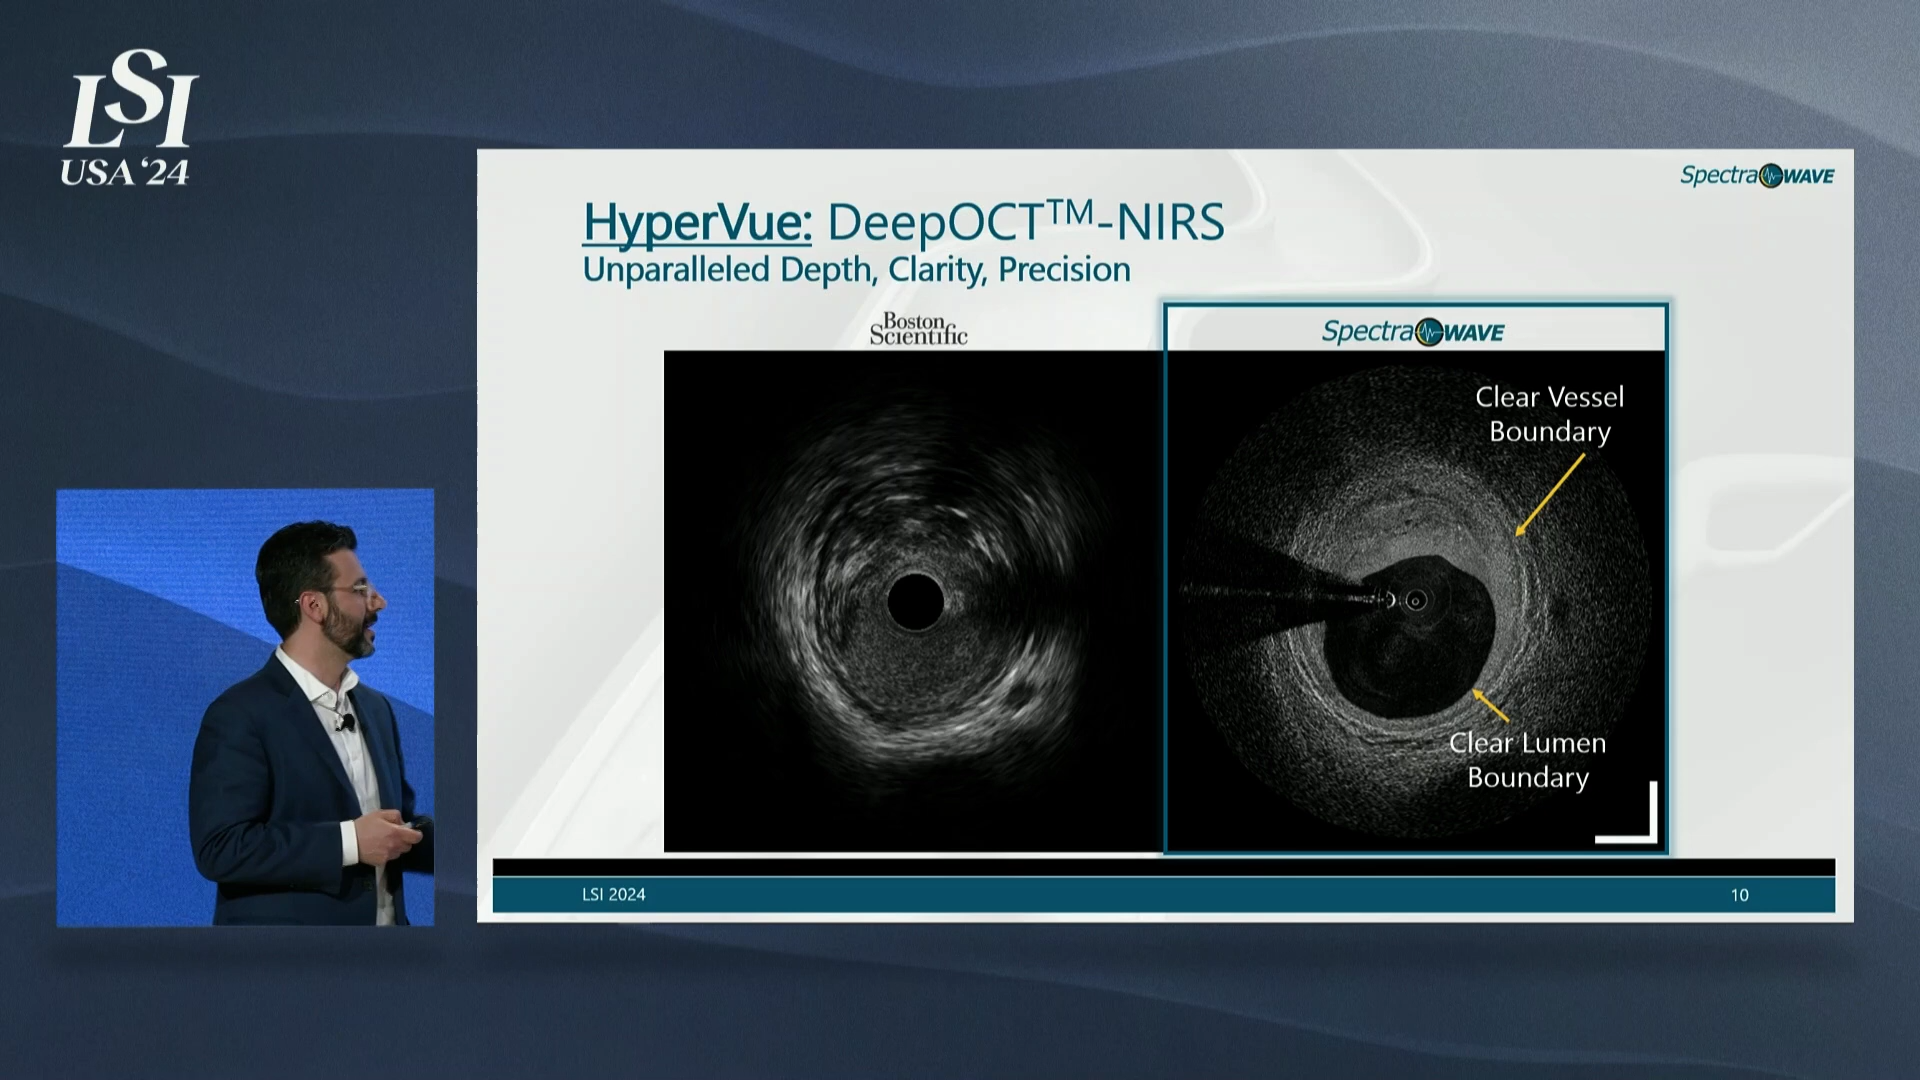 LSI
USA '24
SpectraWAVE
HyperVue: DeepOCT™-NIRS
Unparalleled Depth, Clarity, Precision
Boston
Scientific
SpectraWAVE
Clear Vessel
Boundary
Clear Lumen
Boundary
LSI 2024
10